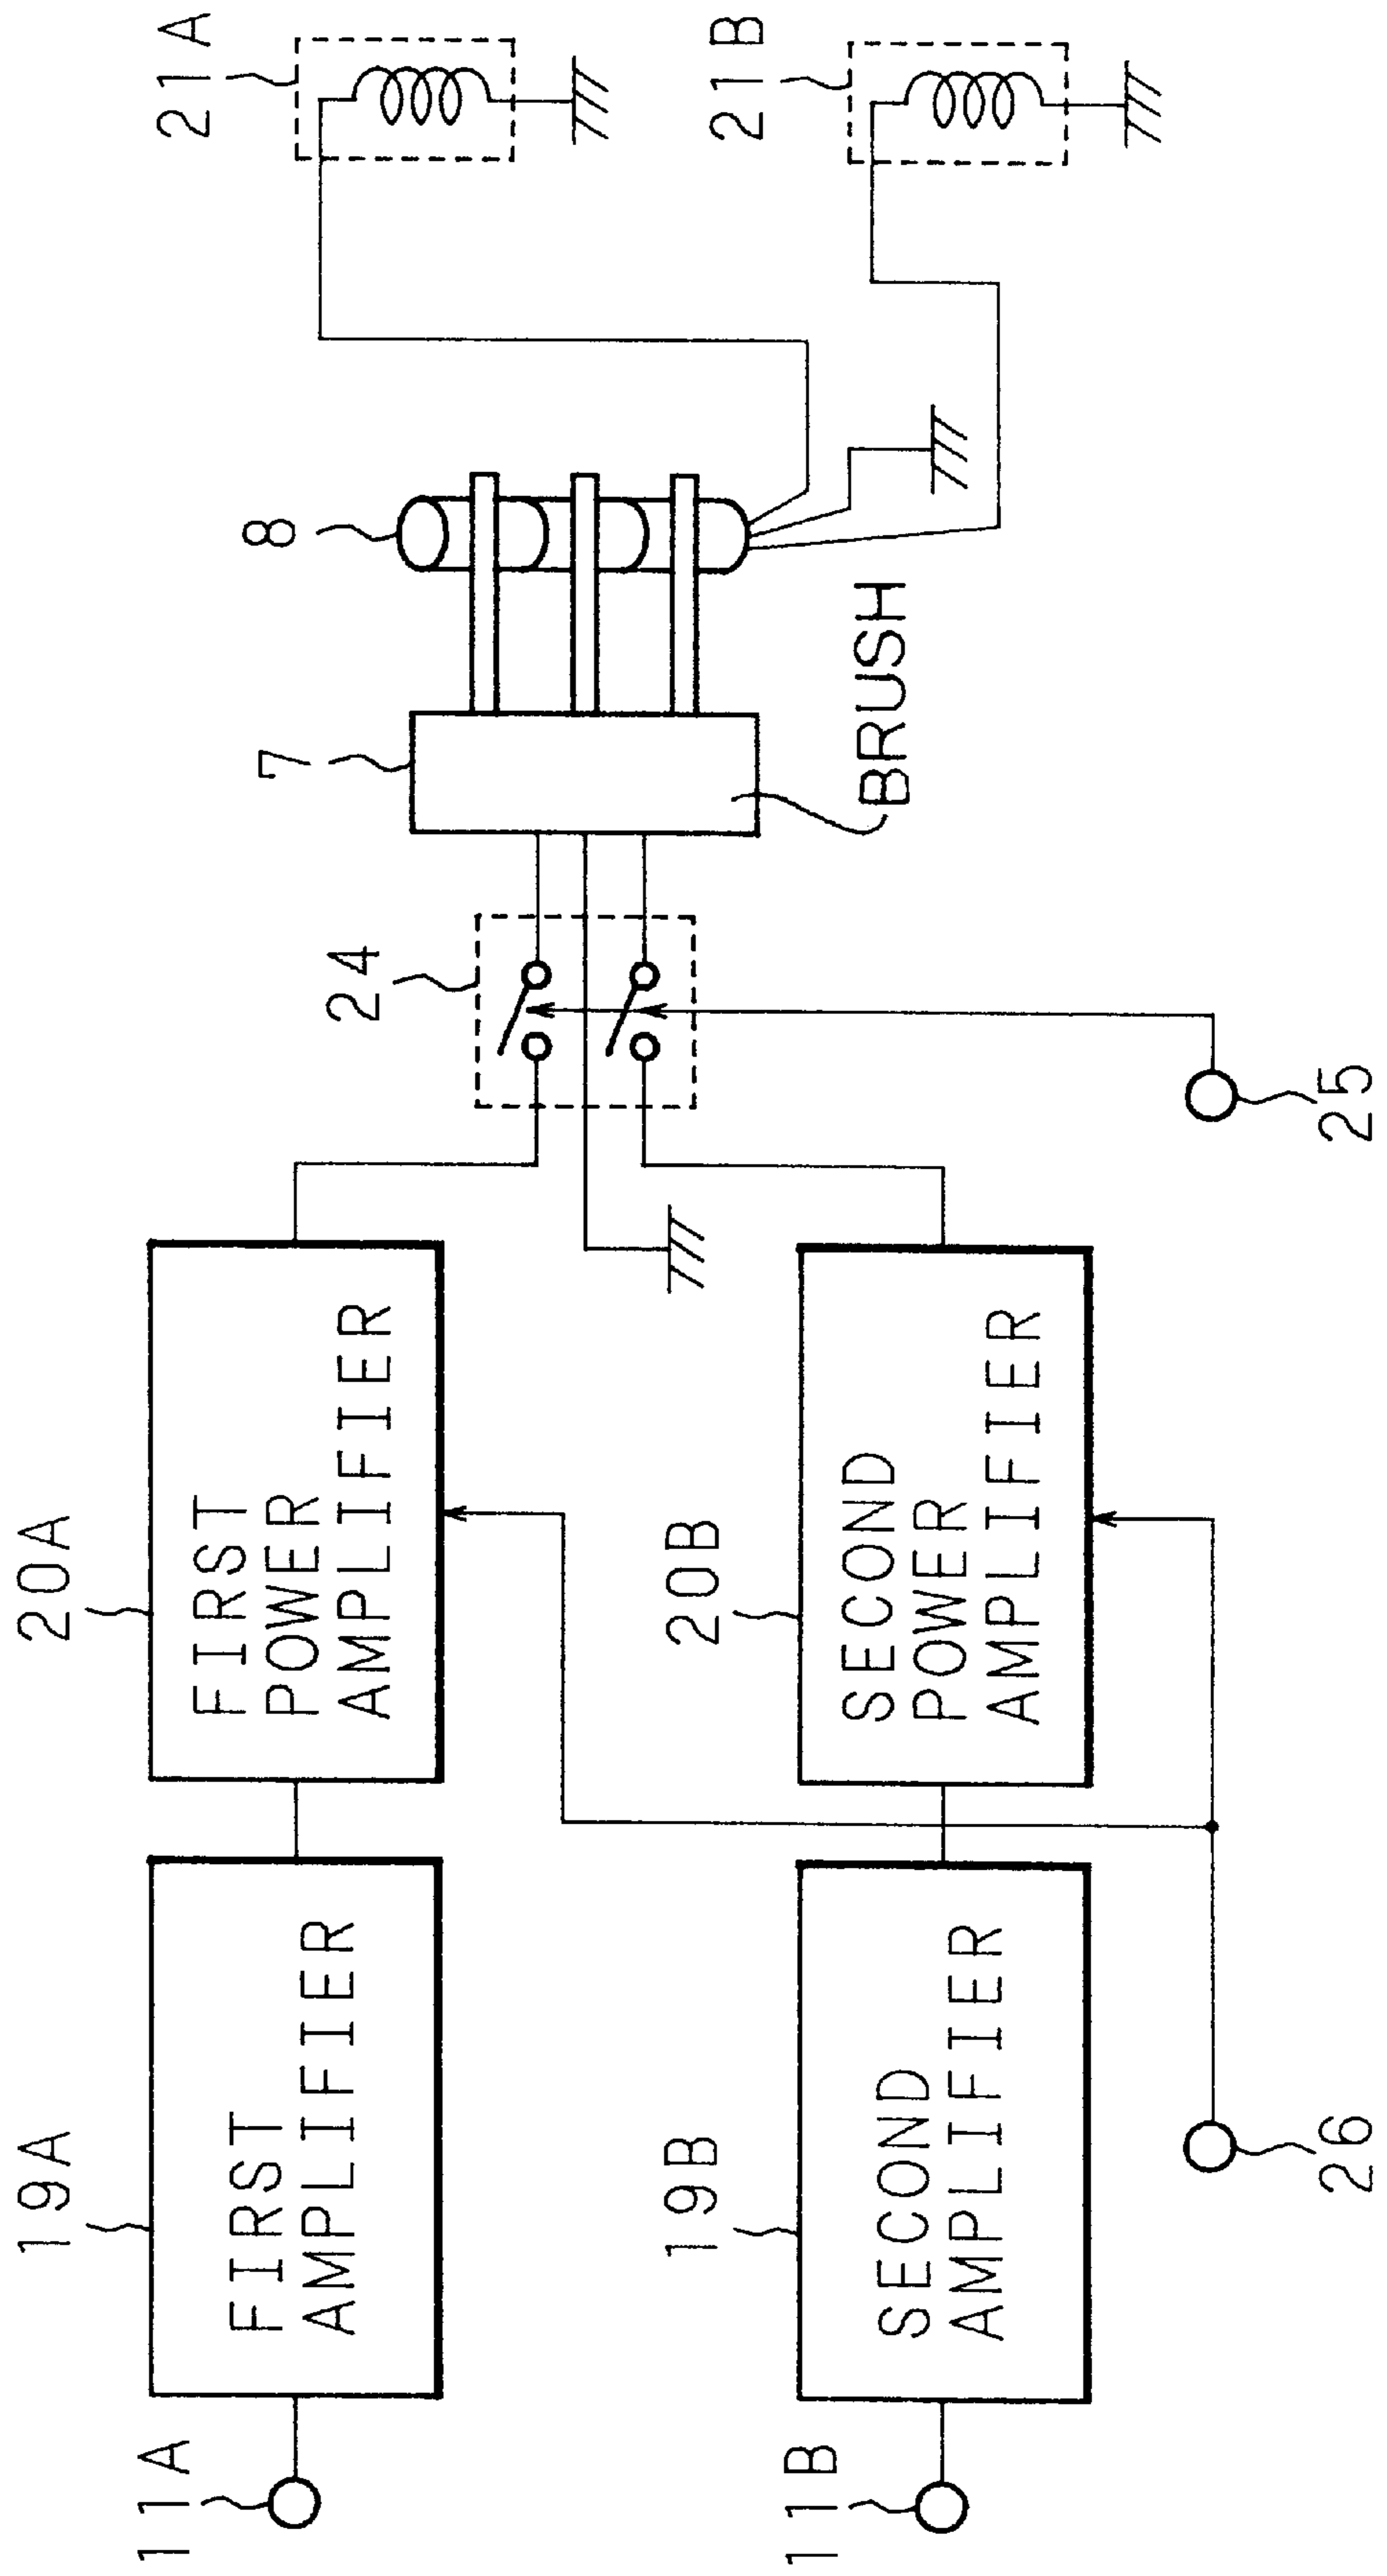 11A
19A
FIRST
AMPLIFIER
20A
FIRST
POWER
AMPLIFIER
24
7
8
21A
BRUSH
21B
11B
19B
SECOND
AMPLIFIER
20B
SECOND
POWER
AMPLIFIER
26
25